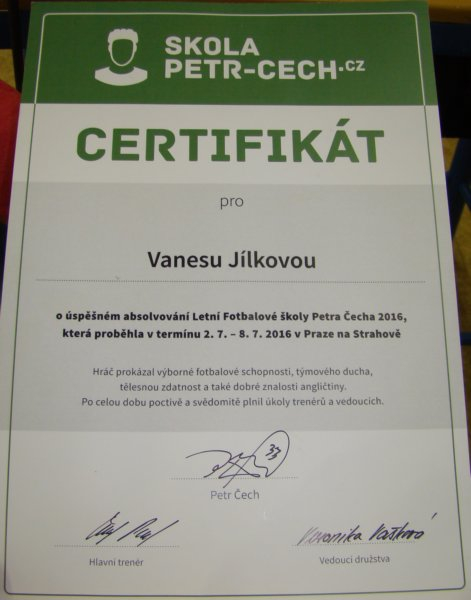 SKOLA
PETR-CECH.CZ
CERTIFIKÁT
pro
Vanesu Jílkovou
o úspěšném absolvování Letní Fotbalové školy Petra Čecha 2016,
která proběhla v termínu 2. 7. – 8. 7. 2016 v Praze na Strahově
Hráč prokázal výborné fotbalové schopnosti, týmového ducha,
tělesnou zdatnost a také dobré znalosti angličtiny.
Po celou dobu poctivě a svědomitě plnil úkoly trenérů a vedoucích.
Petr Čech
Veronika
Hlavní trenér
Vedoucí družstva